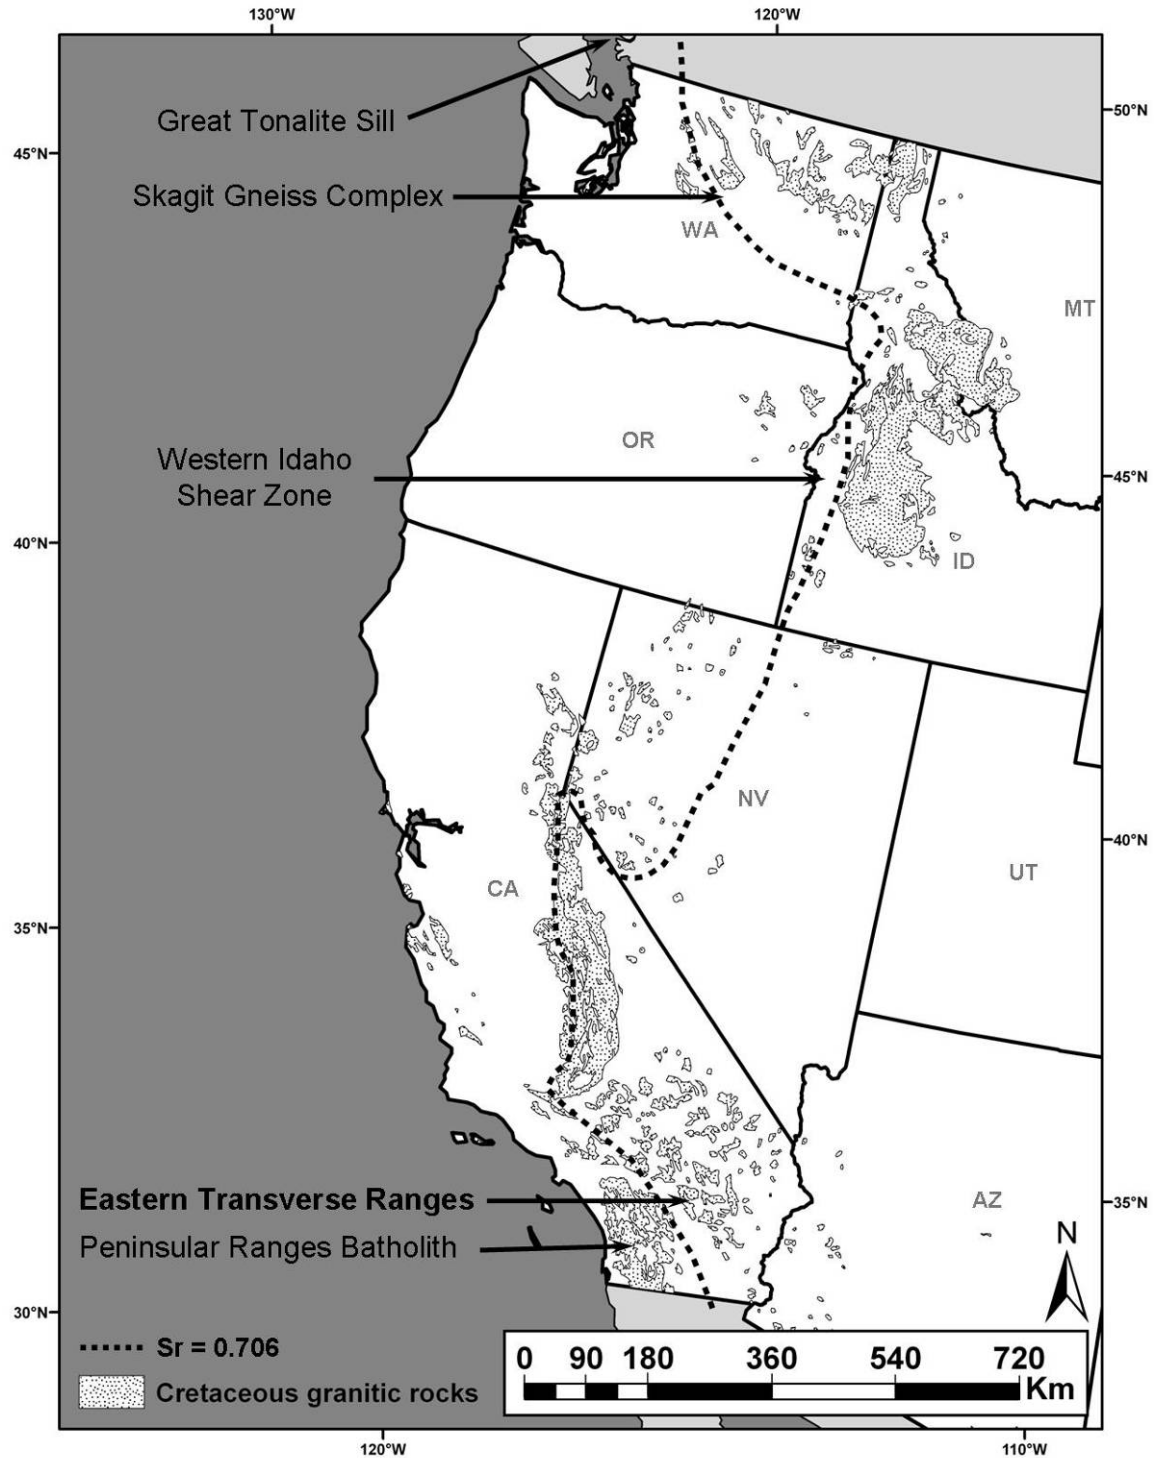 130°W 120°W
Great Tonalite Sill
50°N
45°N
Skagit Gneiss Complex
WA
MT
OR
Western Idaho
Shear Zone
45°N
40°N
ID
NV
40°N
UT
CA
35°N
Eastern Transverse Ranges
35°N
AZ
N
Peninsular Ranges Batholith
30°N
Sr = 0.706
Cretaceous granitic rocks
0 90 180 360 540 720
Km
120°W 110°W